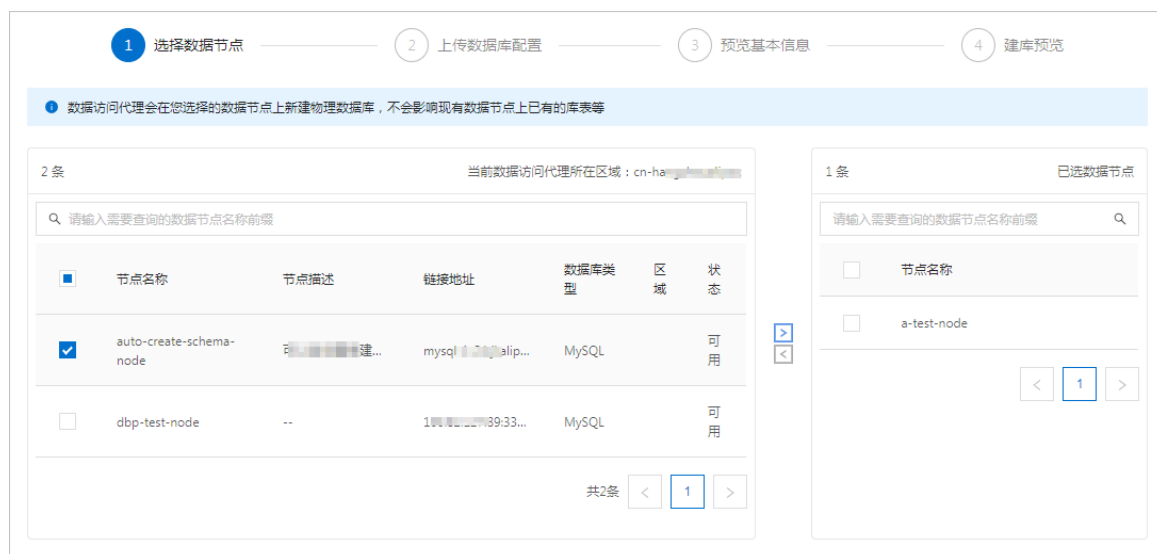 1 选择数据节点 2 上传数据库配置 3 预览基本信息 4 建库预览
数据访问代理会在您选择的数据节点上新建物理数据库，不会影响现有数据节点上已有的库表等
2 条 当前数据访问代理所在区域：cn-ha
请输入需要查询的数据节点名称前缀
节点名称 节点描述 链接地址 数据库类
型 区
域 状
态
auto-create-schema-
node 建... mysql alip... MySQL 可
用
dbp-test-node -- 39:33... MySQL 可
用
共2条 < 1 >
>
<
1 条 已选数据节点
请输入需要查询的数据节点名称前缀
节点名称
a-test-node
< 1 >